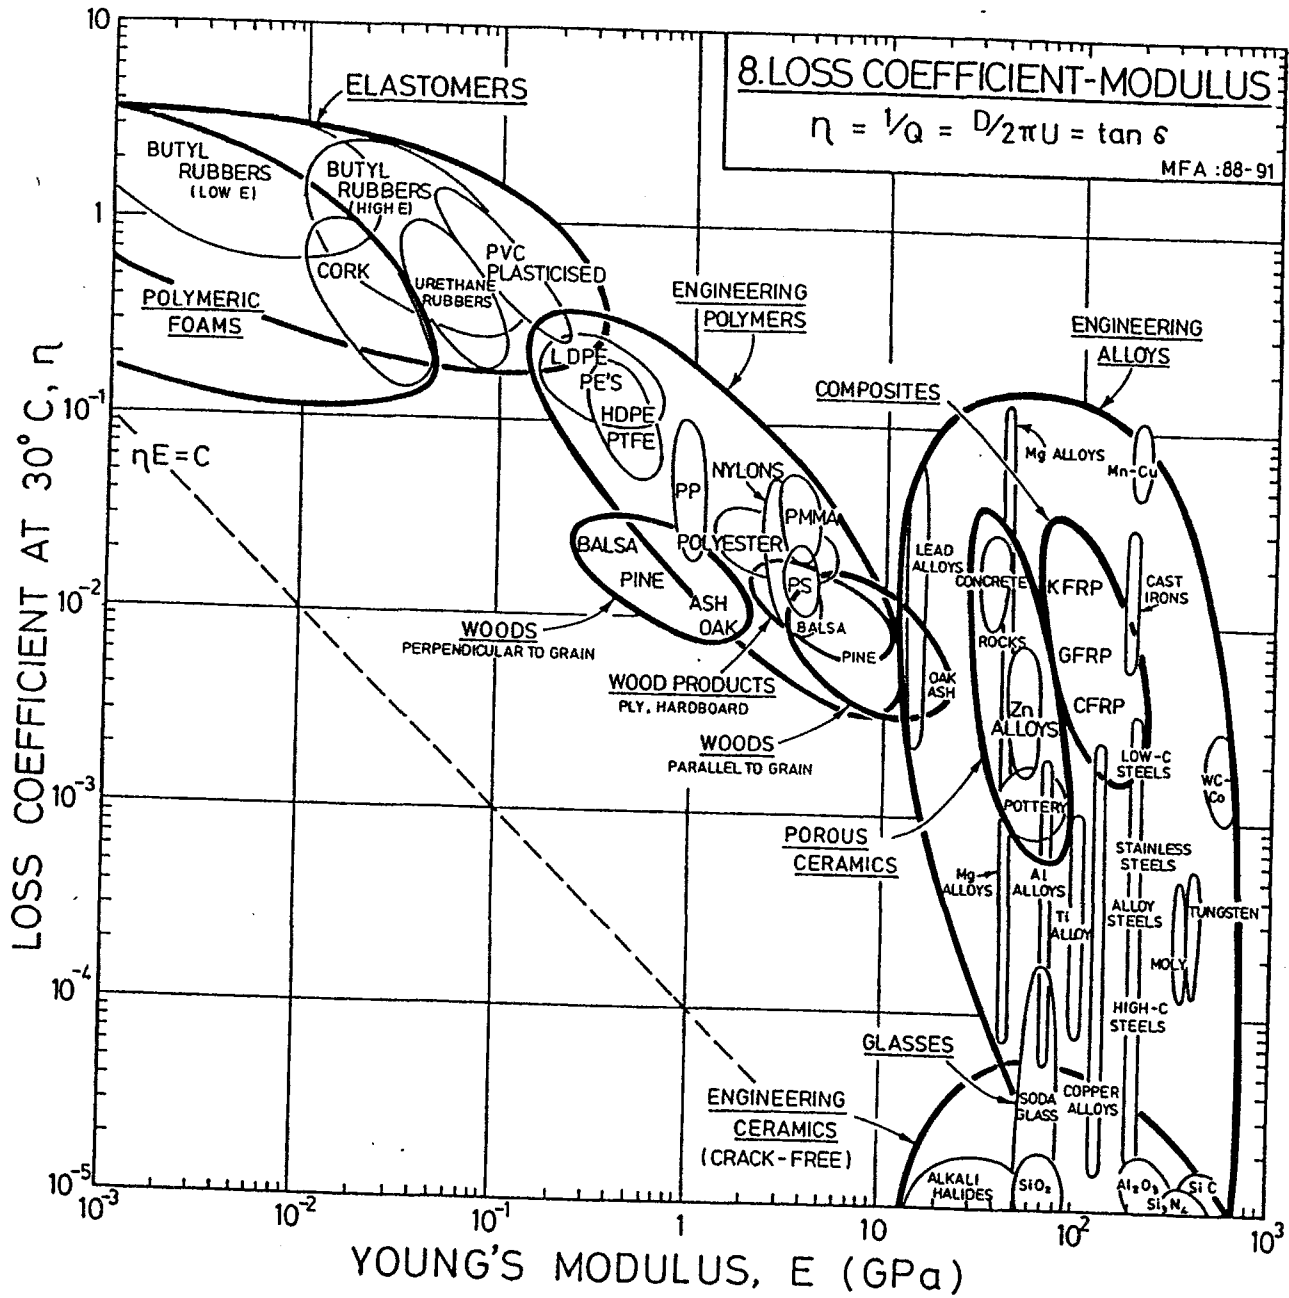 8.LOSS COEFFICIENT-MODULUS
η = 1/Q = D/2πU = tan δ
MFA :88-91
LOSS COEFFICIENT AT 30°C, η
10
1
10⁻¹
10⁻²
10⁻³
10⁻⁴
10⁻⁵
ELASTOMERS
BUTYL
RUBBERS
(LOW E)
BUTYL
RUBBERS
(HIGH E)
CORK
PVC
PLASTICISED
URETHANE
RUBBERS
POLYMERIC
FOAMS
ηE=C
ENGINEERING
POLYMERS
LDPE
PE'S
HDPE
PTFE
PP
NYLONS
PMMA
POLYESTER
PS
BALSA
PINE
ASH
OAK
WOODS
PERPENDICULAR TO GRAIN
BALSA
PINE
OAK
ASH
WOOD PRODUCTS
PLY, HARDBOARD
WOODS
PARALLEL TO GRAIN
ENGINEERING
ALLOYS
COMPOSITES
Mg ALLOYS
Mn-Cu
LEAD
ALLOYS
CONCRETE
KFRP
CAST
IRONS
ROCKS
GFRP
CFRP
Zn
ALLOYS
LOW-C
STEELS
WC-
Co
POTTERY
POROUS
CERAMICS
STAINLESS
STEELS
Mg
ALLOYS
Al
ALLOYS
Ti
ALLOY
ALLOY
STEELS
TUNGSTEN
MOLY
HIGH-C
STEELS
GLASSES
SODA
GLASS
COPPER
ALLOYS
ENGINEERING
CERAMICS
(CRACK-FREE)
ALKALI
HALIDES
SiO₂
Al₂O₃
SiC
Si₃N₄
10⁻³
10⁻²
10⁻¹
1
10
10²
10³
YOUNG'S MODULUS, E (GPa)